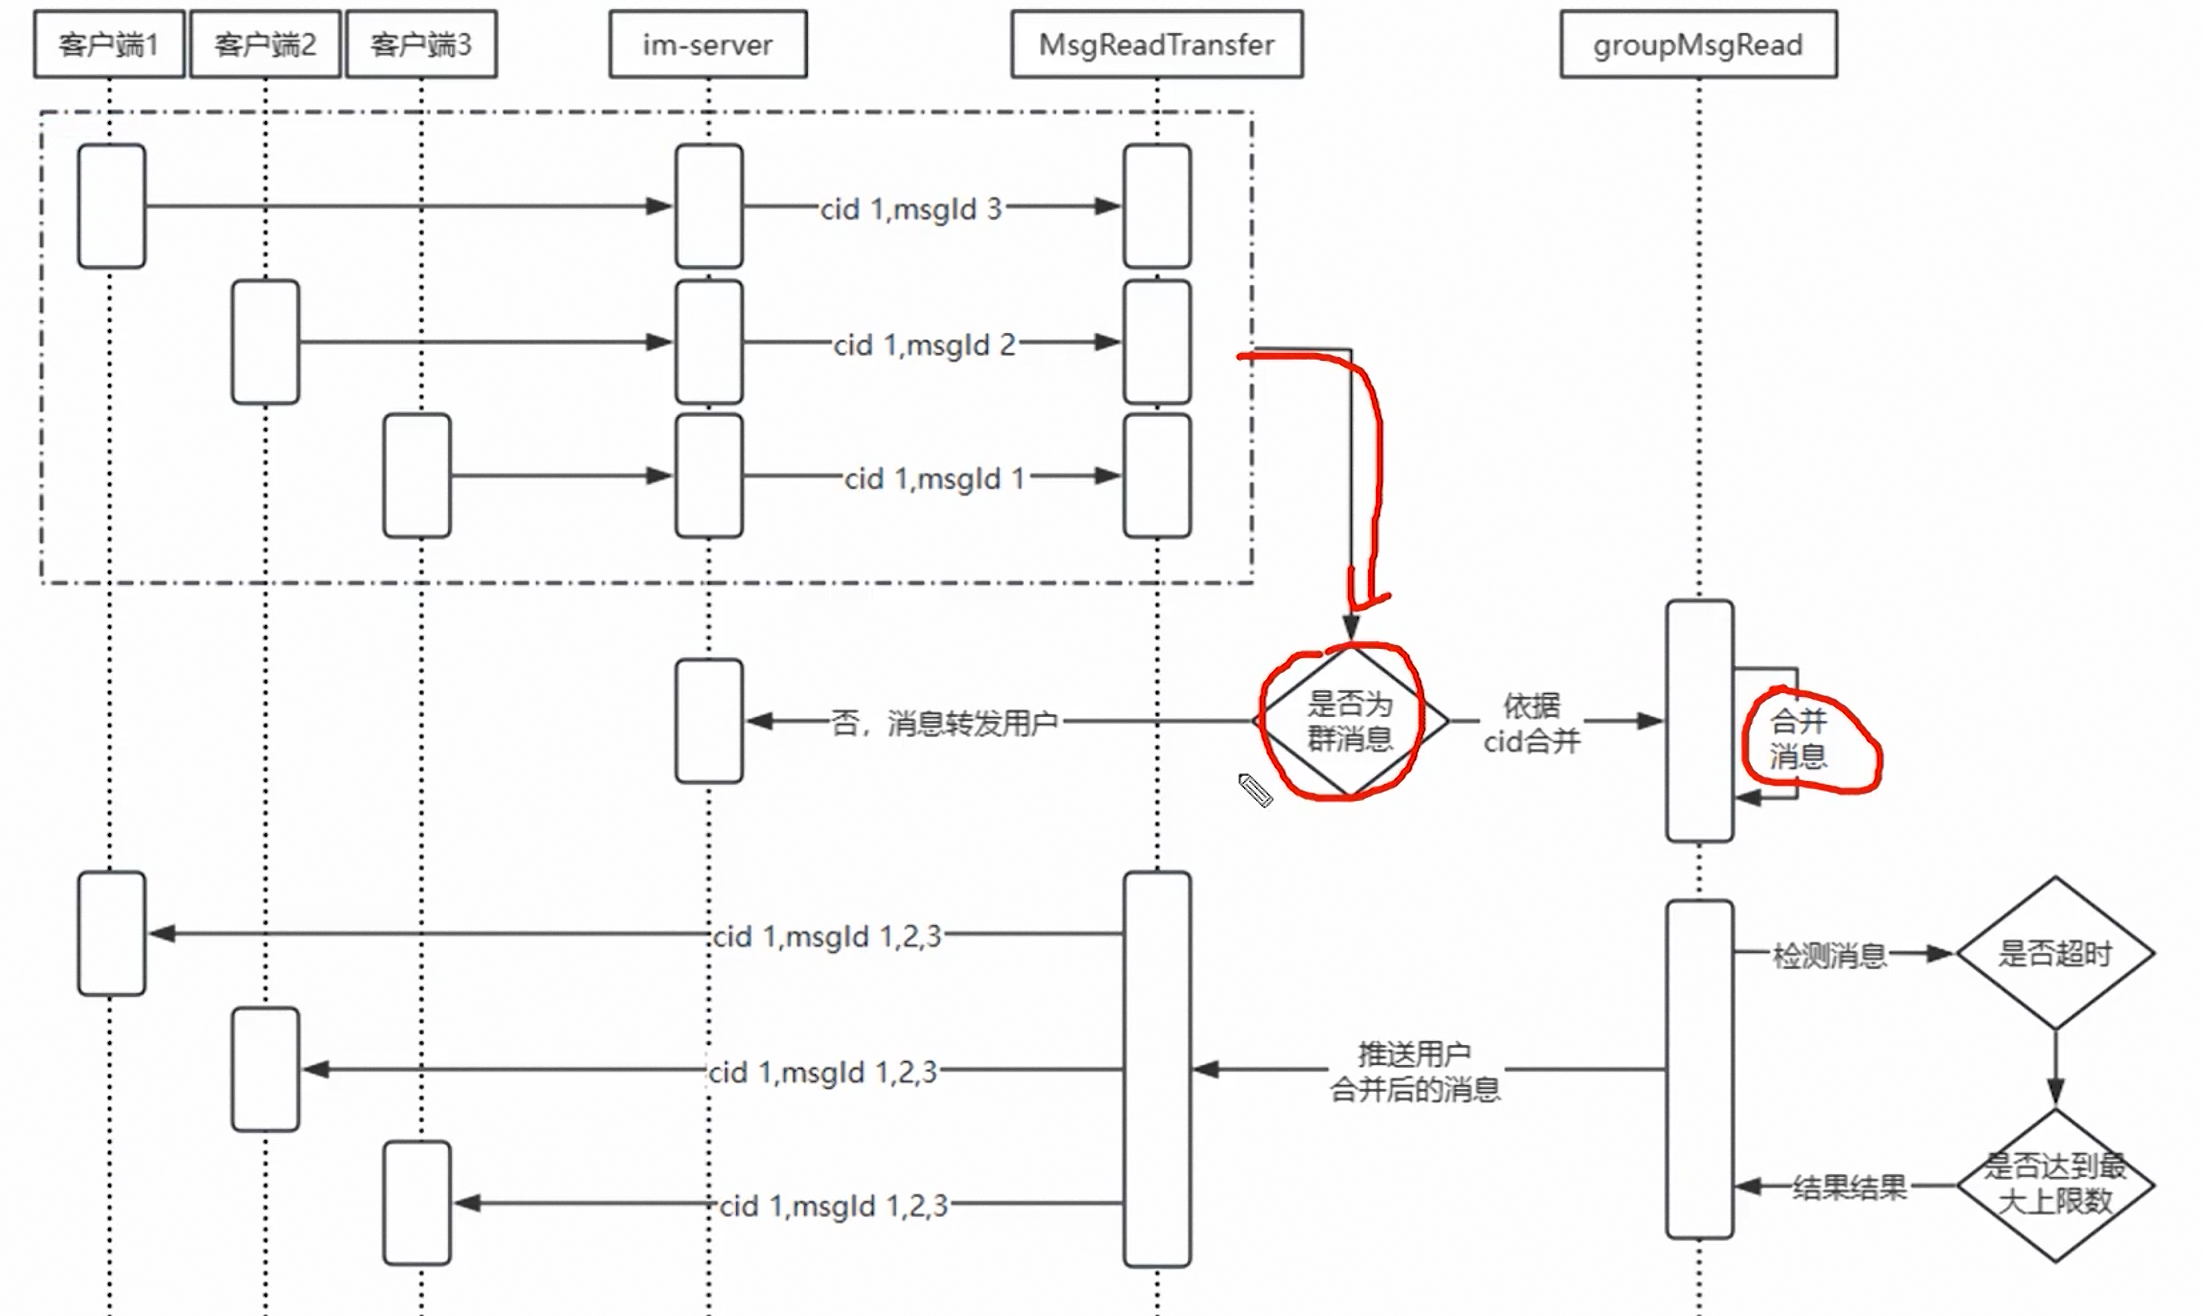 客户端1
客户端2
客户端3
im-server
MsgReadTransfer
groupMsgRead
cid 1,msgId 3
cid 1,msgId 2
cid 1,msgId 1
否，消息转发用户
是否为
群消息
依据
cid合并
合并
消息
cid 1,msgId 1,2,3
检测消息
是否超时
cid 1,msgId 1,2,3
推送用户
合并后的消息
cid 1,msgId 1,2,3
结果结果
是否达到最
大上限数